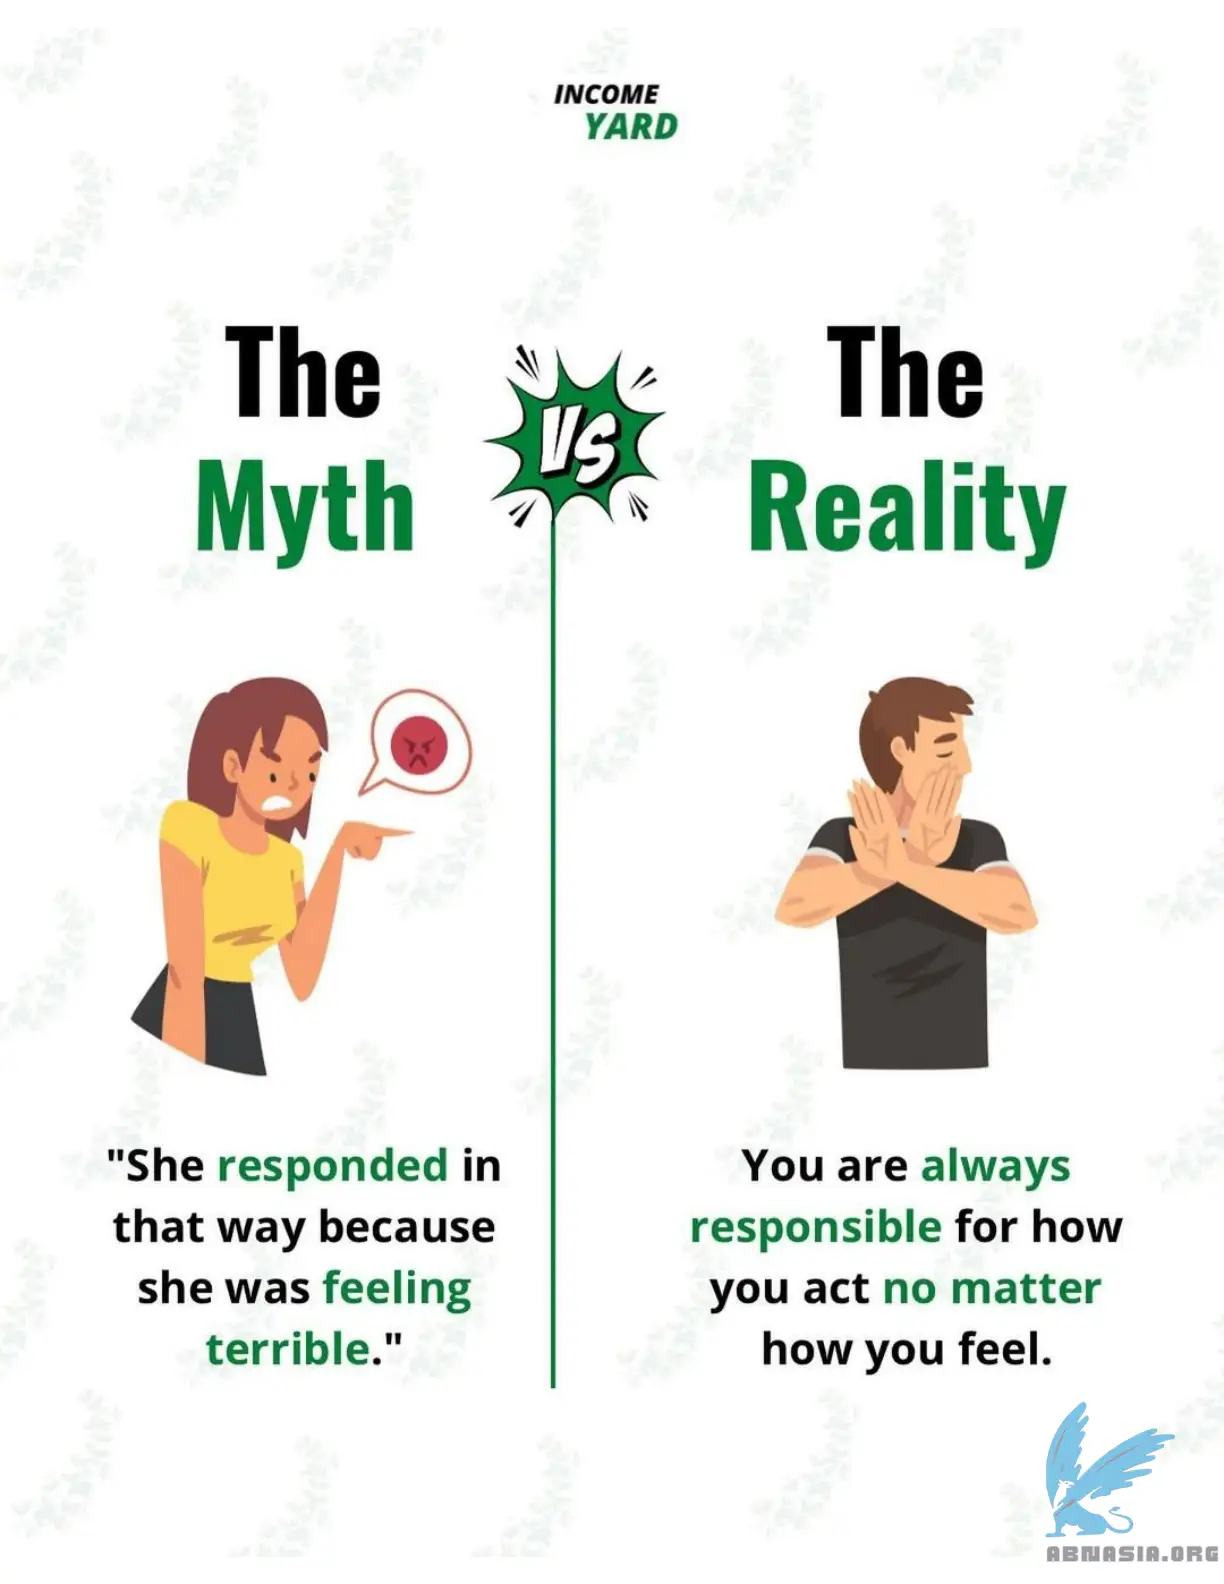 INCOME
YARD
The
Myth
VS
The
Reality
"She responded in
that way because
she was feeling
terrible."
You are always
responsible for how
you act no matter
how you feel.
ABNASIA.ORG